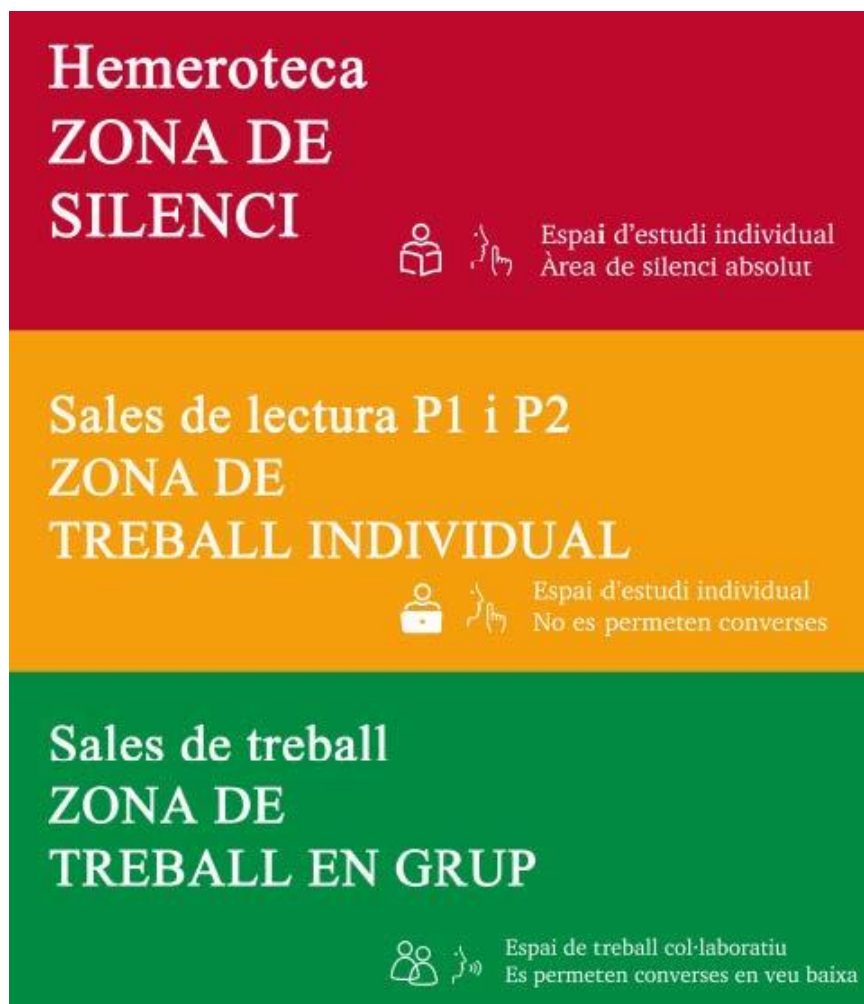 Hemeroteca
ZONA DE
SILENCI
Espai d’estudi individual
Àrea de silenci absolut
Sales de lectura P1 i P2
ZONA DE
TREBALL INDIVIDUAL
Espai d’estudi individual
No es permeten converses
Sales de treball
ZONA DE
TREBALL EN GRUP
Espai de treball col·laboratiu
Es permeten converses en veu baixa